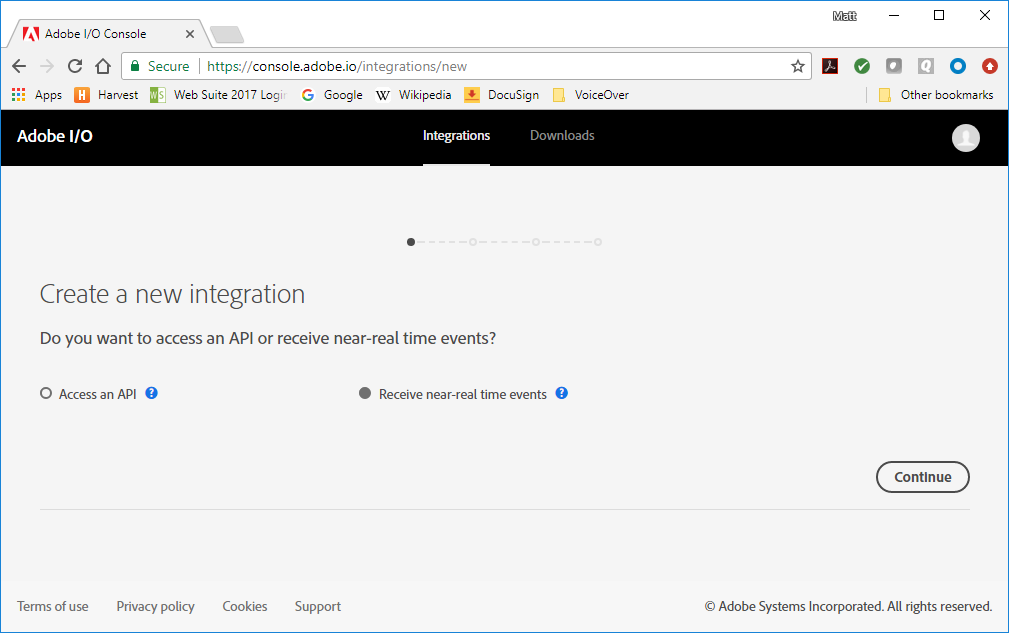 Matt
Adobe I/O Console
Secure https://console.adobe.io/integrations/new
Apps Harvest Web Suite 2017 Logi Google Wikipedia DocuSign VoiceOver Other bookmarks
Adobe I/O Integrations Downloads
Create a new integration
Do you want to access an API or receive near-real time events?
Access an API ? Receive near-real time events ?
Continue
Terms of use Privacy policy Cookies Support © Adobe Systems Incorporated. All rights reserved.